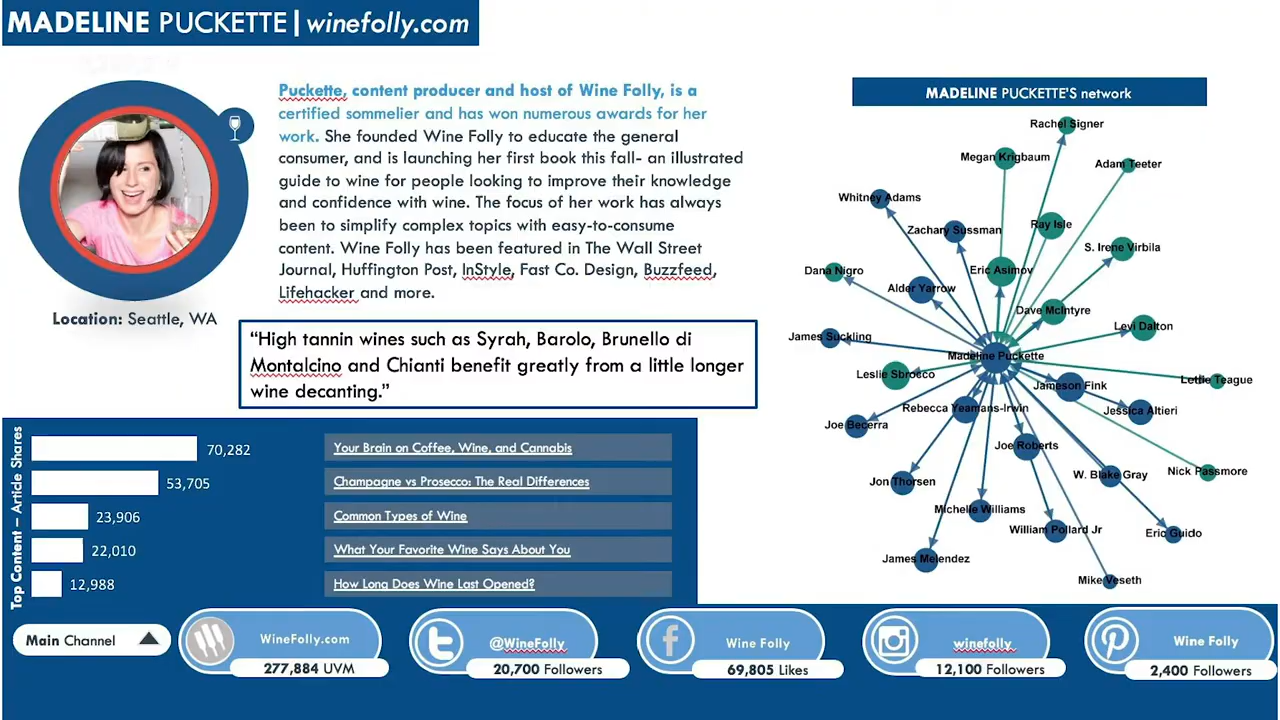 MADELINE PUCKETTE|winefolly.com
Puckette, content producer and host of Wine Folly, is a
certified sommelier and has won numerous awards for her
work. She founded Wine Folly to educate the general
consumer, and is launching her first book this fall- an illustrated
guide to wine for people looking to improve their knowledge
and confidence with wine. The focus of her work has always
been to simplify complex topics with easy-to-consume
content. Wine Folly has been featured in The Wall Street
Journal, Huffington Post, InStyle, Fast Co. Design, Buzzfeed,
Lifehacker and more.
Location: Seattle, WA
“High tannin wines such as Syrah, Barolo, Brunello di
Montalcino and Chianti benefit greatly from a little longer
wine decanting.”
MADELINE PUCKETTE'S network
Rachel Signer
Megan Krigbaum
Adam Teeter
Whitney Adams
Ray Isle
Zachary Sussman
S. Irene Virbila
Dana Nigro
Eric Asimov
Alder Yarrow
Dave McIntyre
Levi Dalton
James Suckling
Madeline Puckette
Leslie Sbrocco
Lettie Teague
Jameson Fink
Rebecca Yeamans-Irwin
Jessica Altieri
Joe Becerra
Joe Roberts
Nick Passmore
W. Blake Gray
Jon Thorsen
Michelle Williams
William Pollard Jr
Eric Guido
James Melendez
Mike Veseth
Top Content – Article Shares
70,282 Your Brain on Coffee, Wine, and Cannabis
53,705 Champagne vs Prosecco: The Real Differences
23,906 Common Types of Wine
22,010 What Your Favorite Wine Says About You
12,988 How Long Does Wine Last Opened?
Main Channel
WineFolly.com
277,884 UVM
@WineFolly
20,700 Followers
Wine Folly
69,805 Likes
winefolly
12,100 Followers
Wine Folly
2,400 Followers